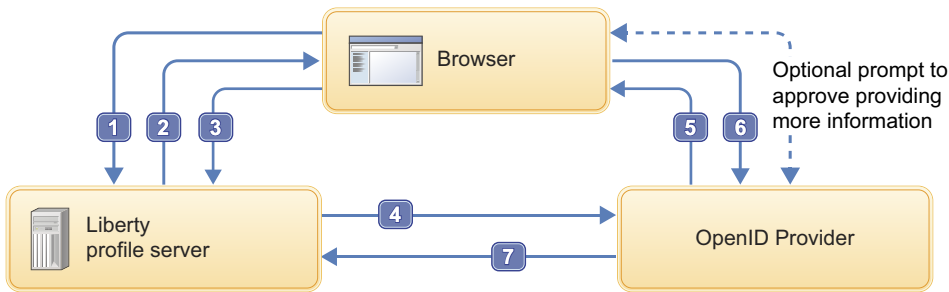 Browser
Optional prompt to
approve providing
more information
1
2
3
5
6
Liberty
profile server
4
OpenID Provider
7